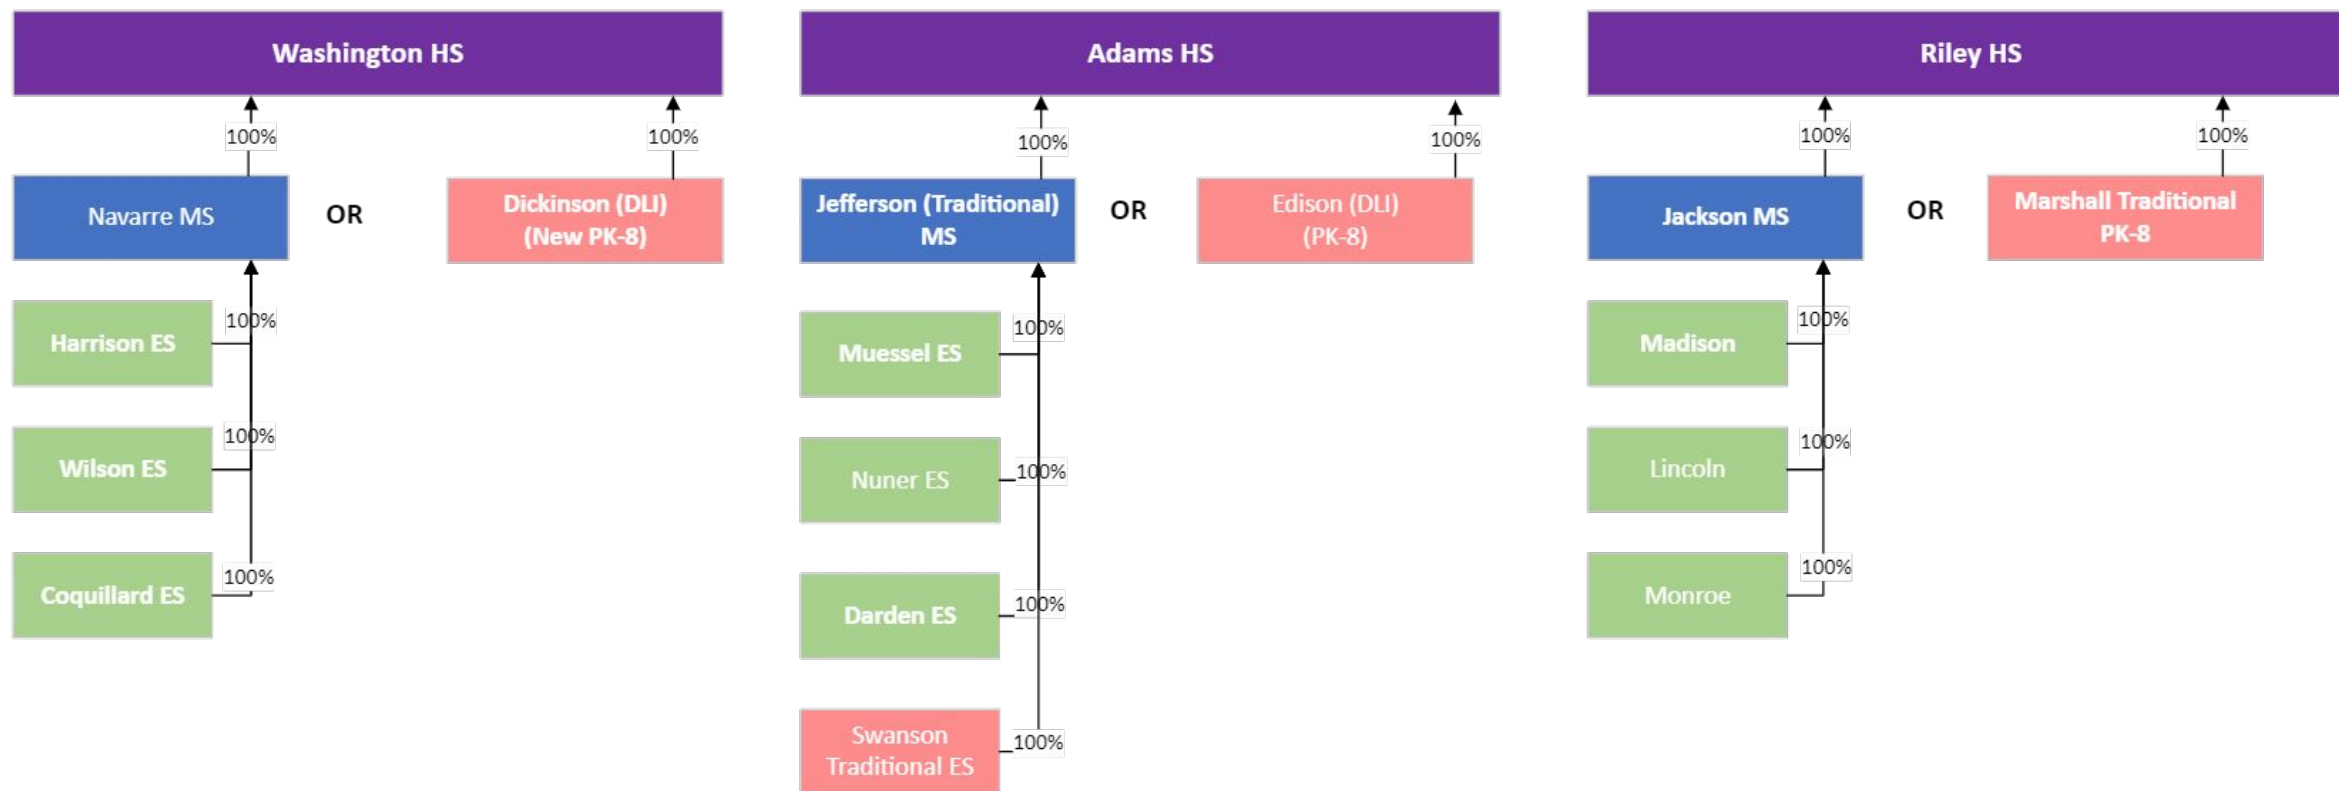 Washington HS
100%
100%
Navarre MS
OR
Dickinson (DLI)
(New PK-8)
100%
Harrison ES
100%
Wilson ES
100%
Coquillard ES
Adams HS
100%
100%
Jefferson (Traditional)
MS
OR
Edison (DLI)
(PK-8)
100%
Muessel ES
100%
Nuner ES
100%
Darden ES
100%
Swanson
Traditional ES
Riley HS
100%
100%
Jackson MS
OR
Marshall Traditional
PK-8
100%
Madison
100%
Lincoln
100%
Monroe